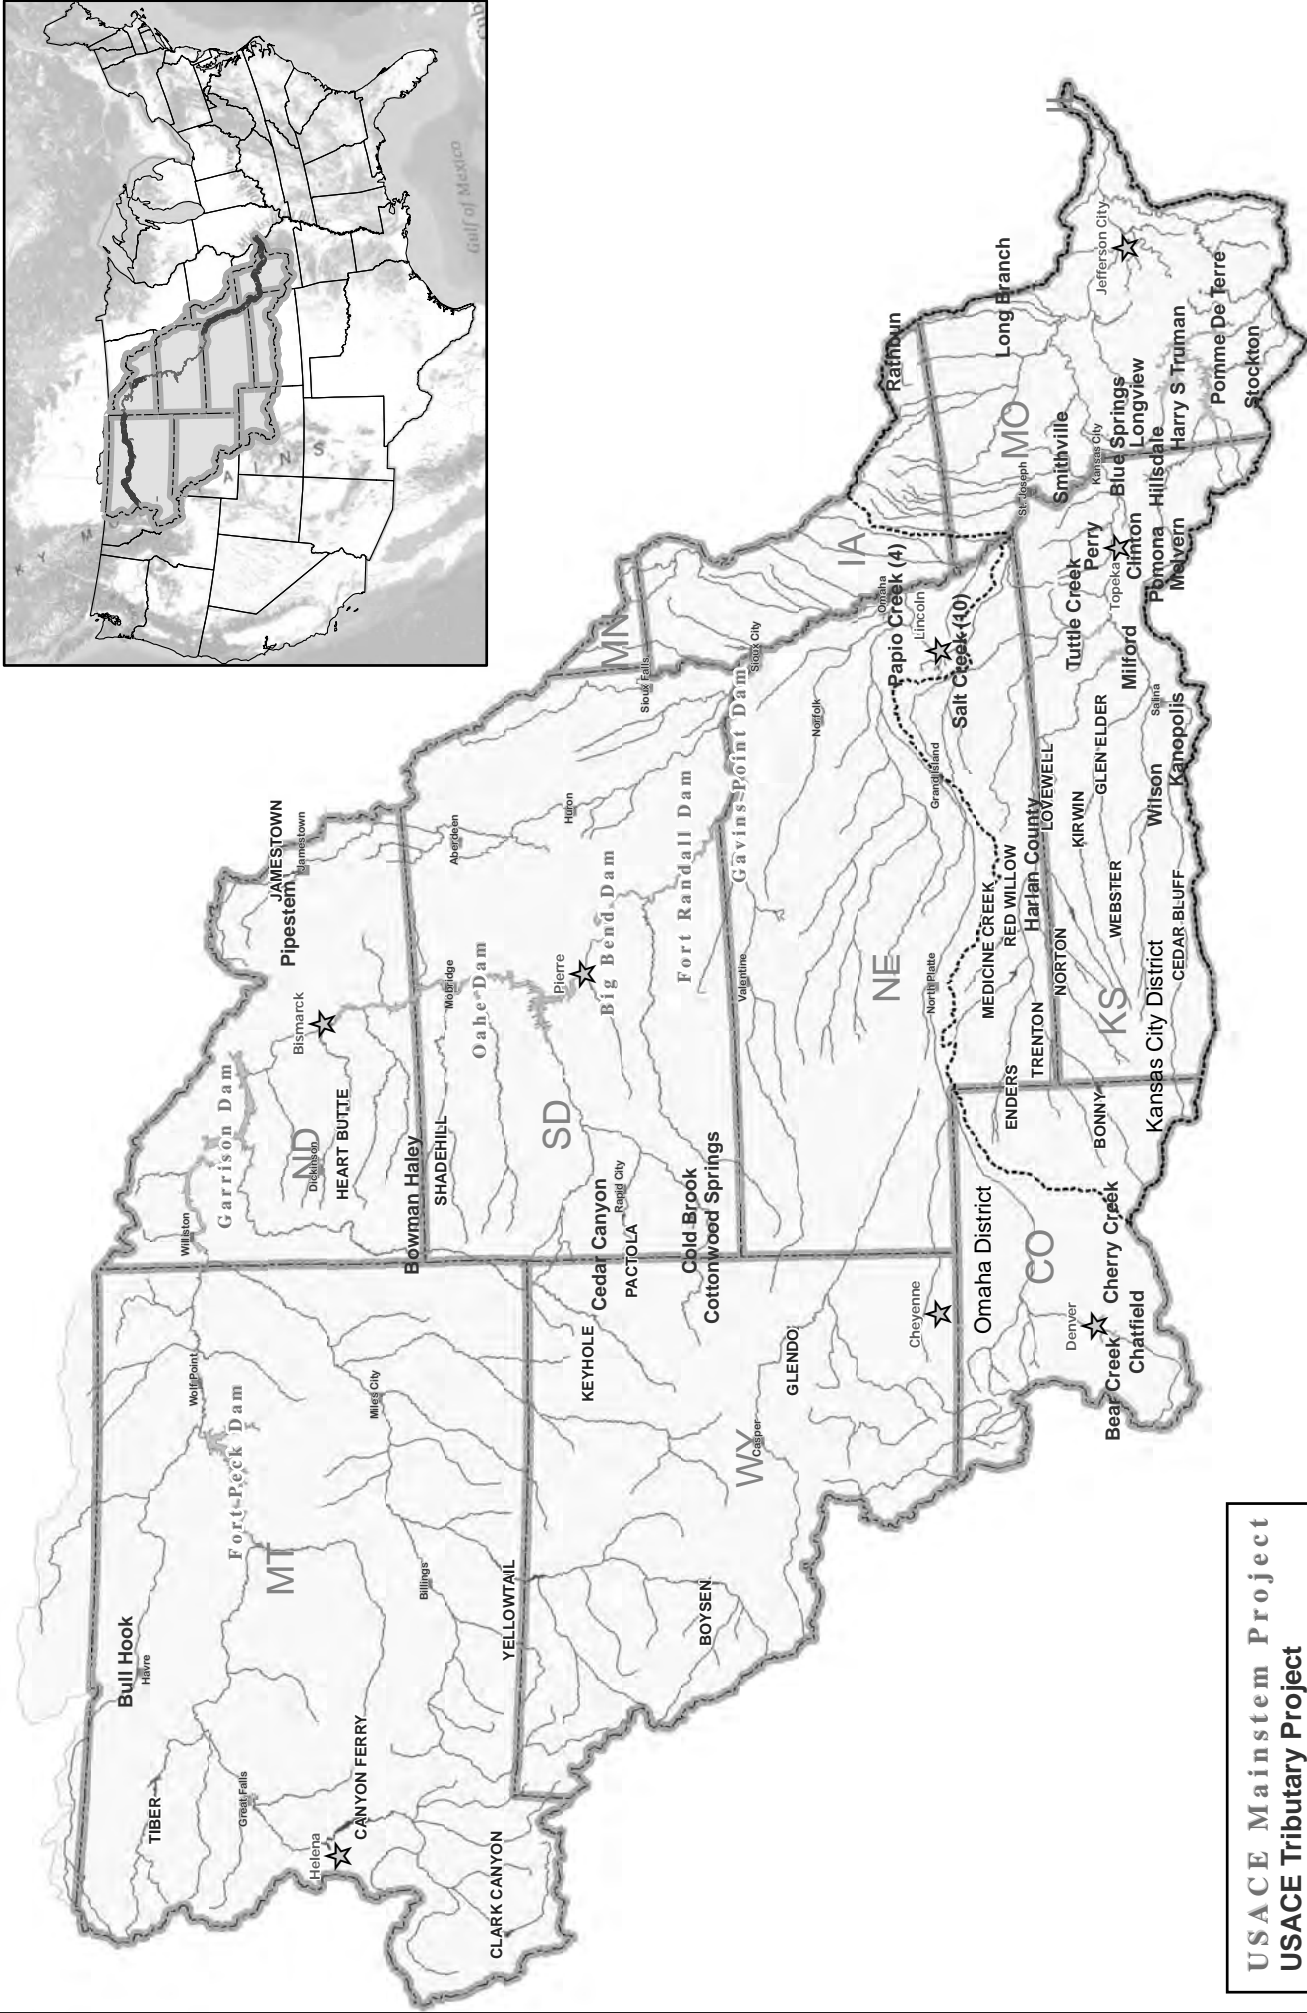 K Y
M
A I N S
Gulf of Mexico
Cub
MT
ND
SD
MN
WY
NE
IA
CO
KS
MO
IL
Bull Hook
Havre
TIBER
Great Falls
Helena
CANYON FERRY
CLARK CANYON
Fort Peck Dam
Wolf Point
Miles City
Billings
YELLOWTAIL
BOYSEN
Casper
KEYHOLE
GLENDO
Cheyenne
Williston
Garrison Dam
Dickinson
HEART BUTTE
Bismarck
Pipestem
JAMESTOWN
Jamestown
Bowman Haley
SHADEHILL
Mobridge
Oahe Dam
Aberdeen
Huron
Pierre
Big Bend Dam
Fort Randall Dam
Gavins Point Dam
Cedar Canyon
Rapid City
PACTOLA
Cold Brook
Cottonwood Springs
Sioux Falls
Sioux City
Valentine
Norfolk
North Platte
Grand Island
Omaha
Papio Creek (4)
Lincoln
Salt Creek (10)
MEDICINE CREEK
RED WILLOW
Harlan County
LOVEWELL
ENDERS
TRENTON
NORTON
BONNY
KIRWIN
GLEN ELDER
WEBSTER
CEDAR BLUFF
Wilson
Kanopolis
Salina
Milford
Tuttle Creek
Perry
Topeka
Clinton
Pomona
Melvern
Hillsdale
Kansas City District
Omaha District
Denver
Bear Creek
Chatfield
Cherry Creek
Rathbun
Long Branch
St. Joseph
Smithville
Kansas City
Blue Springs
Longview
Harry S Truman
Pomme De Terre
Stockton
Jefferson City
USACE Mainstem Project
USACE Tributary Project